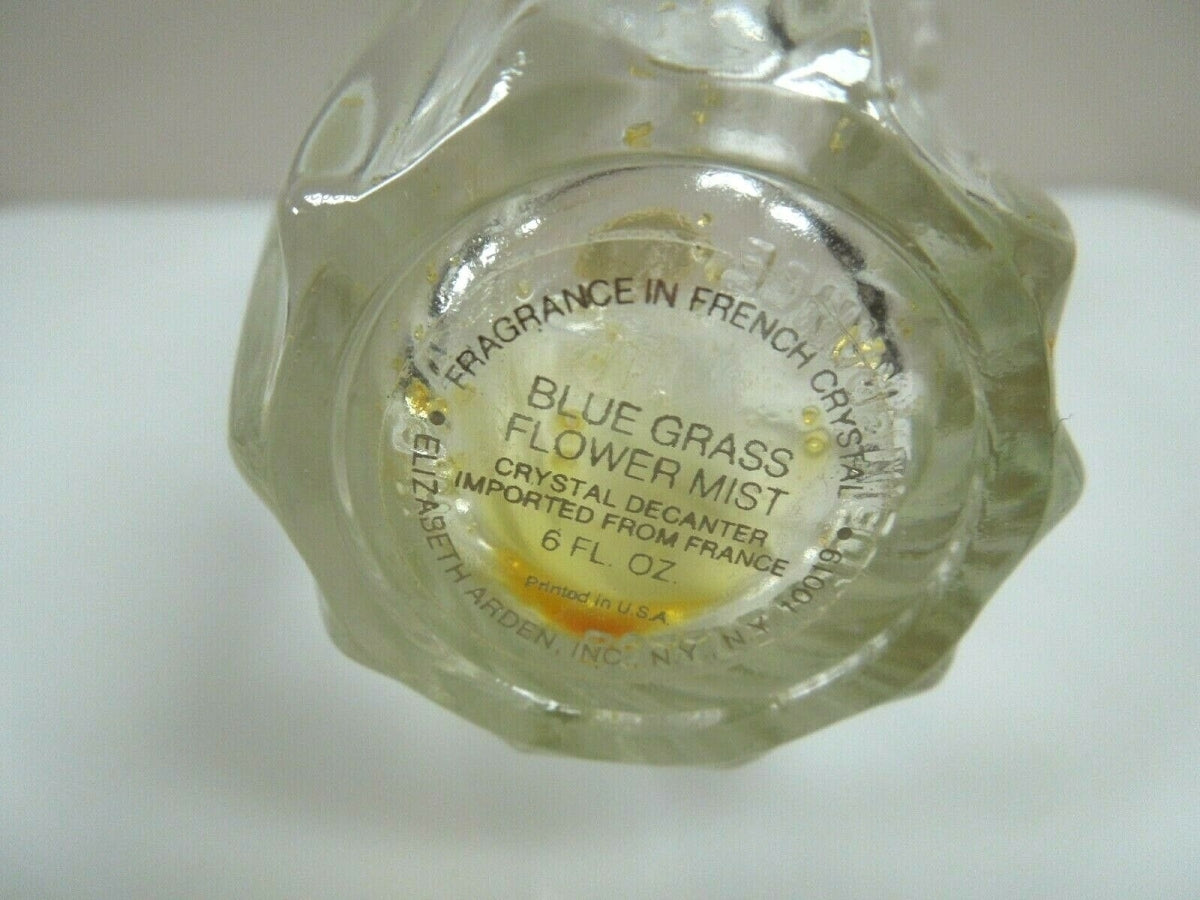 FRAGRANCE IN FRENCH CRYSTAL
BLUE GRASS
FLOWER MIST
CRYSTAL DECANTER
IMPORTED FROM FRANCE
6 FL. OZ.
Printed in U.S.A.
• ELIZABETH ARDEN, INC., N.Y., N.Y. 10019 •